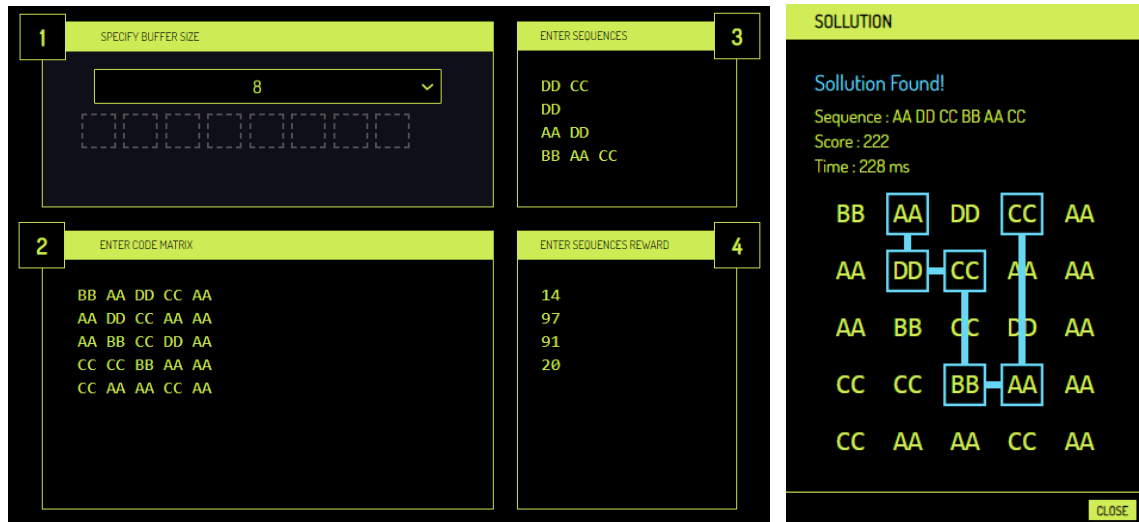 1 SPECIFY BUFFER SIZE
8
ENTER SEQUENCES 3
DD CC
DD
AA DD
BB AA CC
2 ENTER CODE MATRIX
BB AA DD CC AA
AA DD CC AA AA
AA BB CC DD AA
CC CC BB AA AA
CC AA AA CC AA
ENTER SEQUENCES REWARD 4
14
97
91
20
SOLLUTION
Sollution Found!
Sequence : AA DD CC BB AA CC
Score : 222
Time : 228 ms
BB AA DD CC AA
AA DD CC AA AA
AA BB CC DD AA
CC CC BB AA AA
CC AA AA CC AA
CLOSE